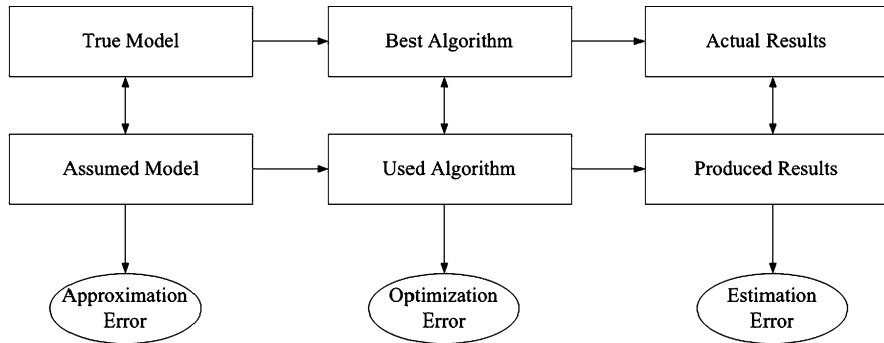 True Model
Best Algorithm
Actual Results
Assumed Model
Used Algorithm
Produced Results
Approximation
Error
Optimization
Error
Estimation
Error